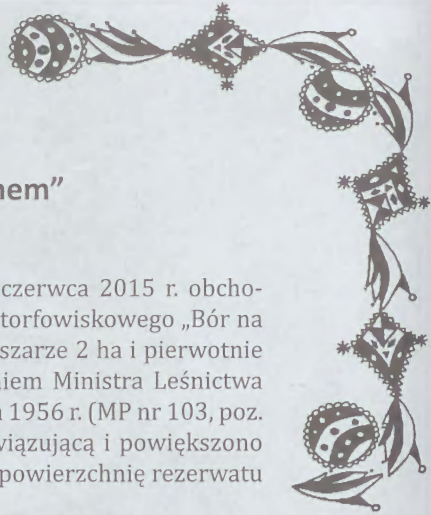 nem”
czerwca 2015 r. obcho-
torfowiskowego „Bór na
szarze 2 ha i pierwotnie
niem Ministra Leśnictwa
1956 r. (MP nr 103, poz.
wiązującą i powiększono
powierzchnię rezerwatu